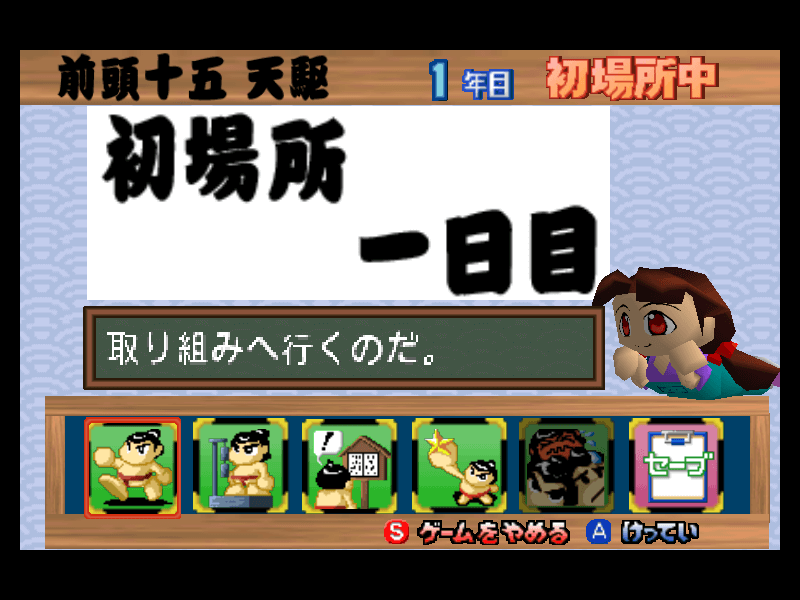 前頭十五 天駆 1年目 初場所中
初場所
一日目
取り組みへ行くのだ。
!
セーブ
S ゲームをやめる A けってい